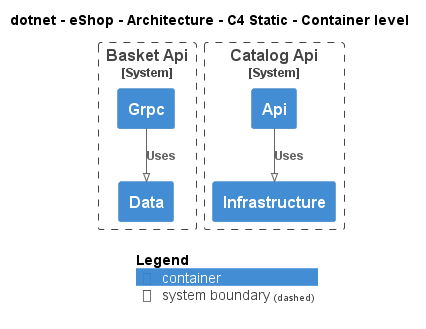 dotnet - eShop - Architecture - C4 Static - Container level
Basket Api
[System]
Grpc
Uses
Data
Catalog Api
[System]
Api
Uses
Infrastructure
Legend
container
system boundary (dashed)